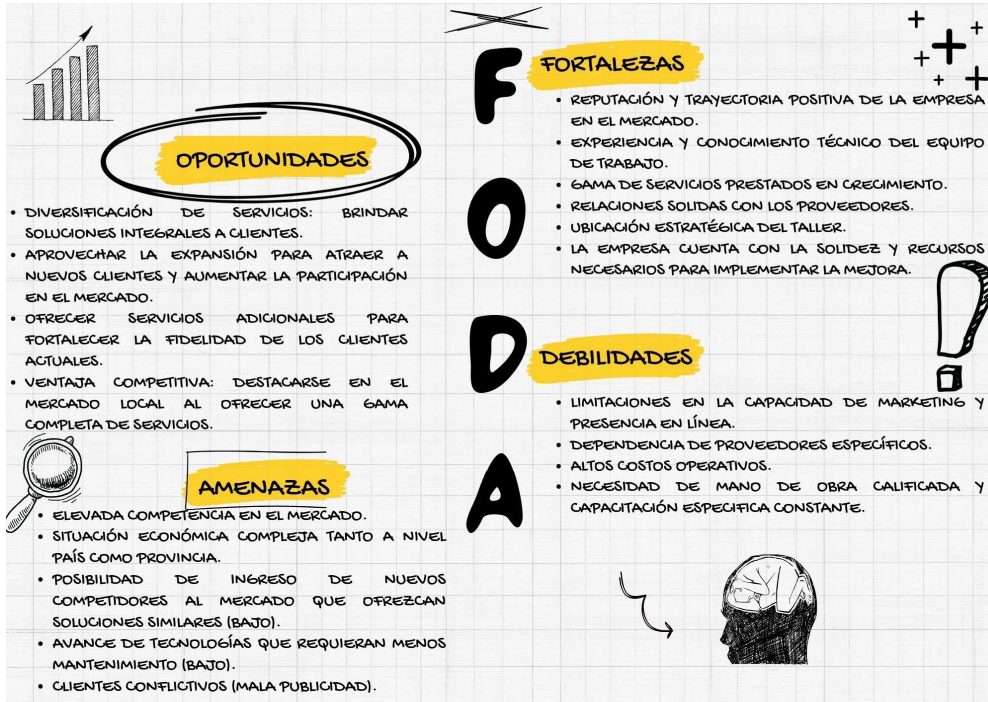 OPORTUNIDADES
• DIVERSIFICACIÓN DE SERVICIOS: BRINDAR
SOLUCIONES INTEGRALES A CLIENTES.
• APROVECHAR LA EXPANSIÓN PARA ATRAER A
NUEVOS CLIENTES Y AUMENTAR LA PARTICIPACIÓN
EN EL MERCADO.
• OFRECER SERVICIOS ADICIONALES PARA
FORTALECER LA FIDELIDAD DE LOS CLIENTES
ACTUALES.
• VENTAJA COMPETITIVA: DESTACARSE EN EL
MERCADO LOCAL AL OFRECER UNA GAMA
COMPLETA DE SERVICIOS.
AMENAZAS
• ELEVADA COMPETENCIA EN EL MERCADO.
• SITUACIÓN ECONÓMICA COMPLEJA TANTO A NIVEL
PAÍS COMO PROVINCIA.
• POSIBILIDAD DE INGRESO DE NUEVOS
COMPETIDORES AL MERCADO QUE OFREZCAN
SOLUCIONES SIMILARES (BAJO).
• AVANCE DE TECNOLOGÍAS QUE REQUIERAN MENOS
MANTENIMIENTO (BAJO).
• CLIENTES CONFLICTIVOS (MALA PUBLICIDAD).
F
O
D
A
FORTALEZAS
• REPUTACIÓN Y TRAYECTORIA POSITIVA DE LA EMPRESA
EN EL MERCADO.
• EXPERIENCIA Y CONOCIMIENTO TÉCNICO DEL EQUIPO
DE TRABAJO.
• GAMA DE SERVICIOS PRESTADOS EN CRECIMIENTO.
• RELACIONES SOLIDAS CON LOS PROVEEDORES.
• UBICACIÓN ESTRATÉGICA DEL TALLER.
• LA EMPRESA CUENTA CON LA SOLIDEZ Y RECURSOS
NECESARIOS PARA IMPLEMENTAR LA MEJORA.
DEBILIDADES
• LIMITACIONES EN LA CAPACIDAD DE MARKETING Y
PRESENCIA EN LÍNEA.
• DEPENDENCIA DE PROVEEDORES ESPECÍFICOS.
• ALTOS COSTOS OPERATIVOS.
• NECESIDAD DE MANO DE OBRA CALIFICADA Y
CAPACITACIÓN ESPECIFICA CONSTANTE.